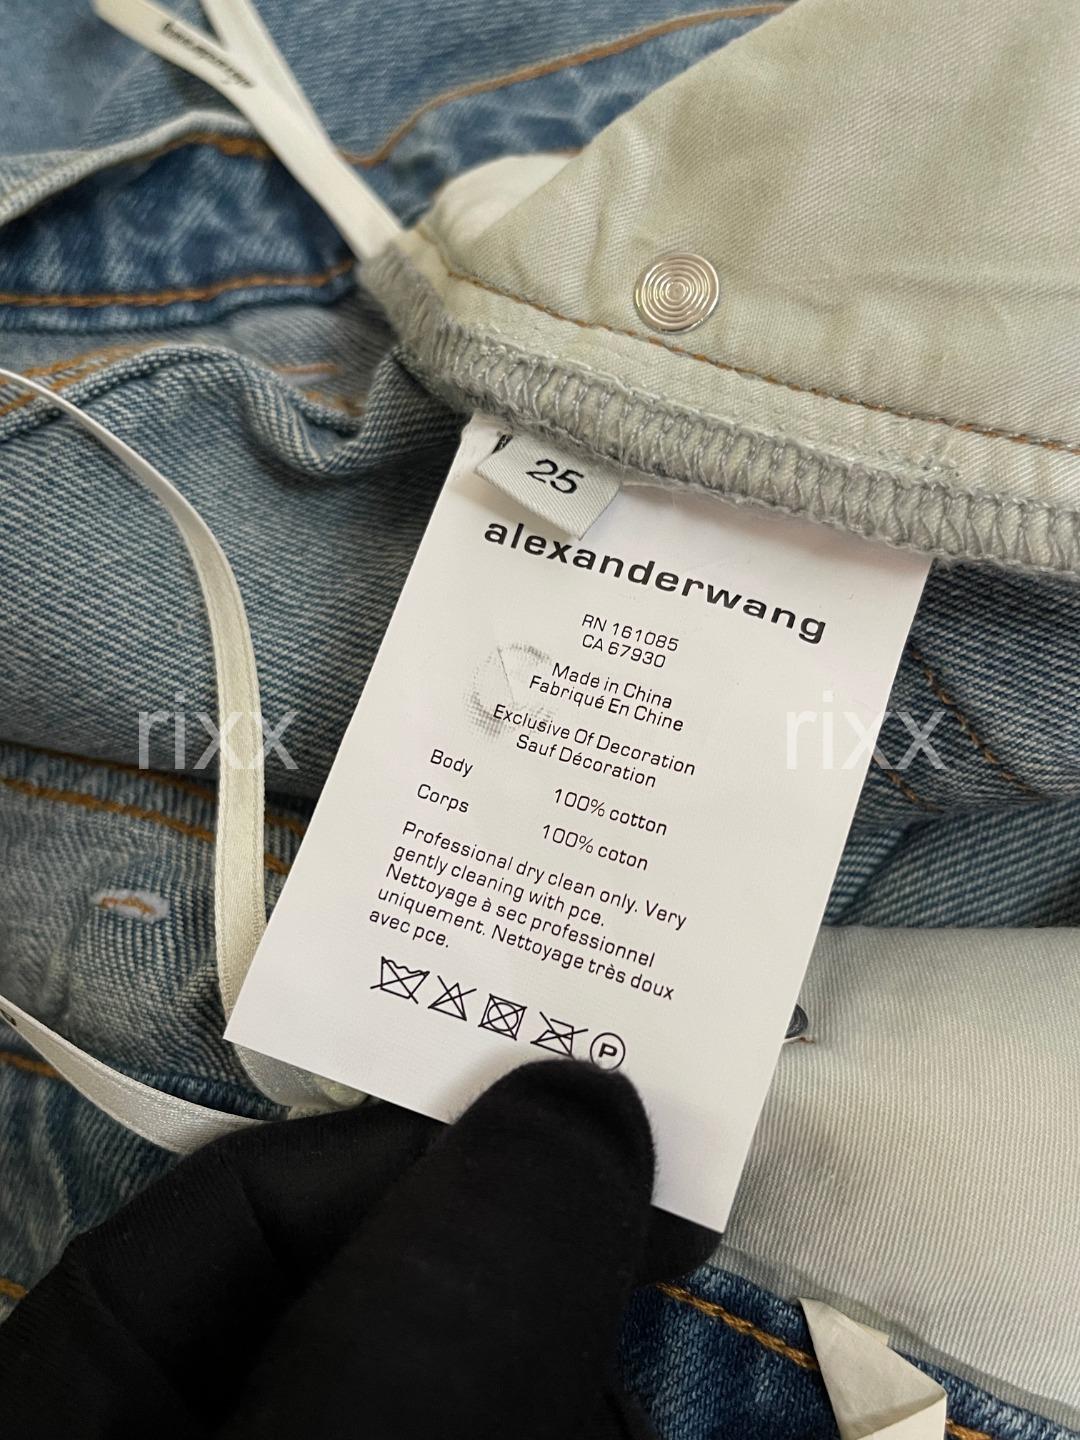 alexanderwang
25
alexanderwang
RN 161085
CA 67930
Made in China
Fabriqué En Chine
Exclusive Of Decoration
Sauf Décoration
Body 100% cotton
Corps 100% coton
Professional dry clean only. Very
gently cleaning with pce.
Nettoyage à sec professionnel
uniquement. Nettoyage très doux
avec pce.
P
rixx rixx